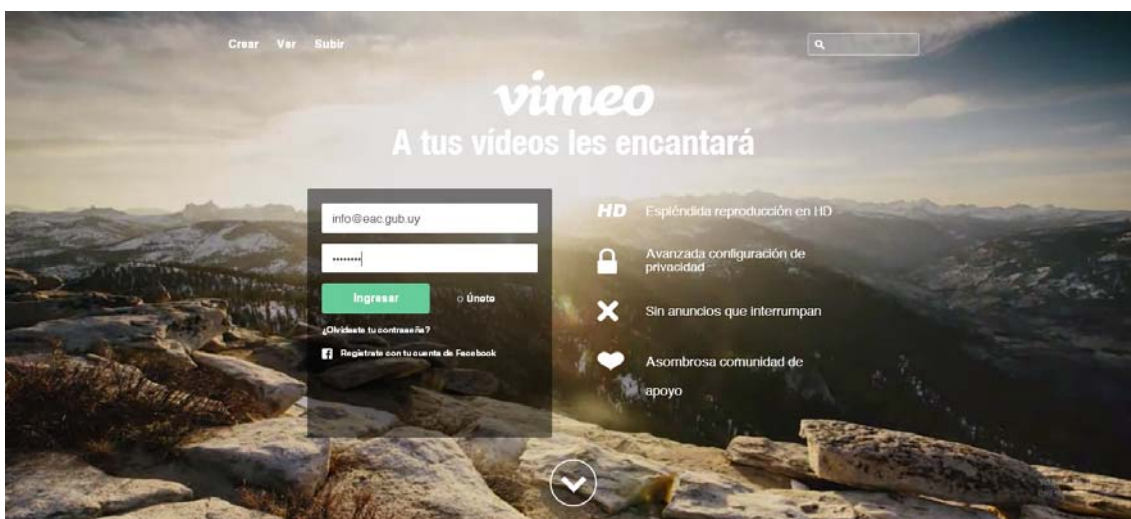 Crear Ver Subir
vimeo
A tus vídeos les encantará
info@eac.gub.uy
••••••••
Ingresar o Únete
¿Olvidaste tu contraseña?
Regístrate con tu cuenta de Facebook
HD Espléndida reproducción en HD
Avanzada configuración de
privacidad
Sin anuncios que interrumpan
Asombrosa comunidad de
apoyo